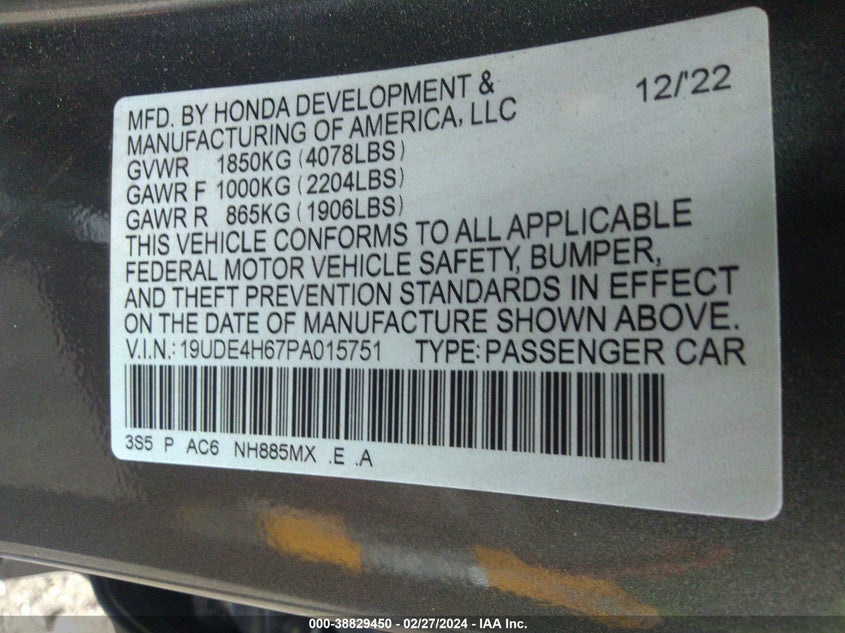 MFD. BY HONDA DEVELOPMENT & 12/'22
MANUFACTURING OF AMERICA, LLC
GVWR 1850KG (4078LBS)
GAWR F 1000KG (2204LBS)
GAWR R 865KG (1906LBS)
THIS VEHICLE CONFORMS TO ALL APPLICABLE
FEDERAL MOTOR VEHICLE SAFETY, BUMPER,
AND THEFT PREVENTION STANDARDS IN EFFECT
ON THE DATE OF MANUFACTURE SHOWN ABOVE.
V.I.N.: 19UDE4H67PA015751 TYPE: PASSENGER CAR
3S5 P AC6 NH885MX .E .A
000-38829450 - 02/27/2024 - IAA Inc.